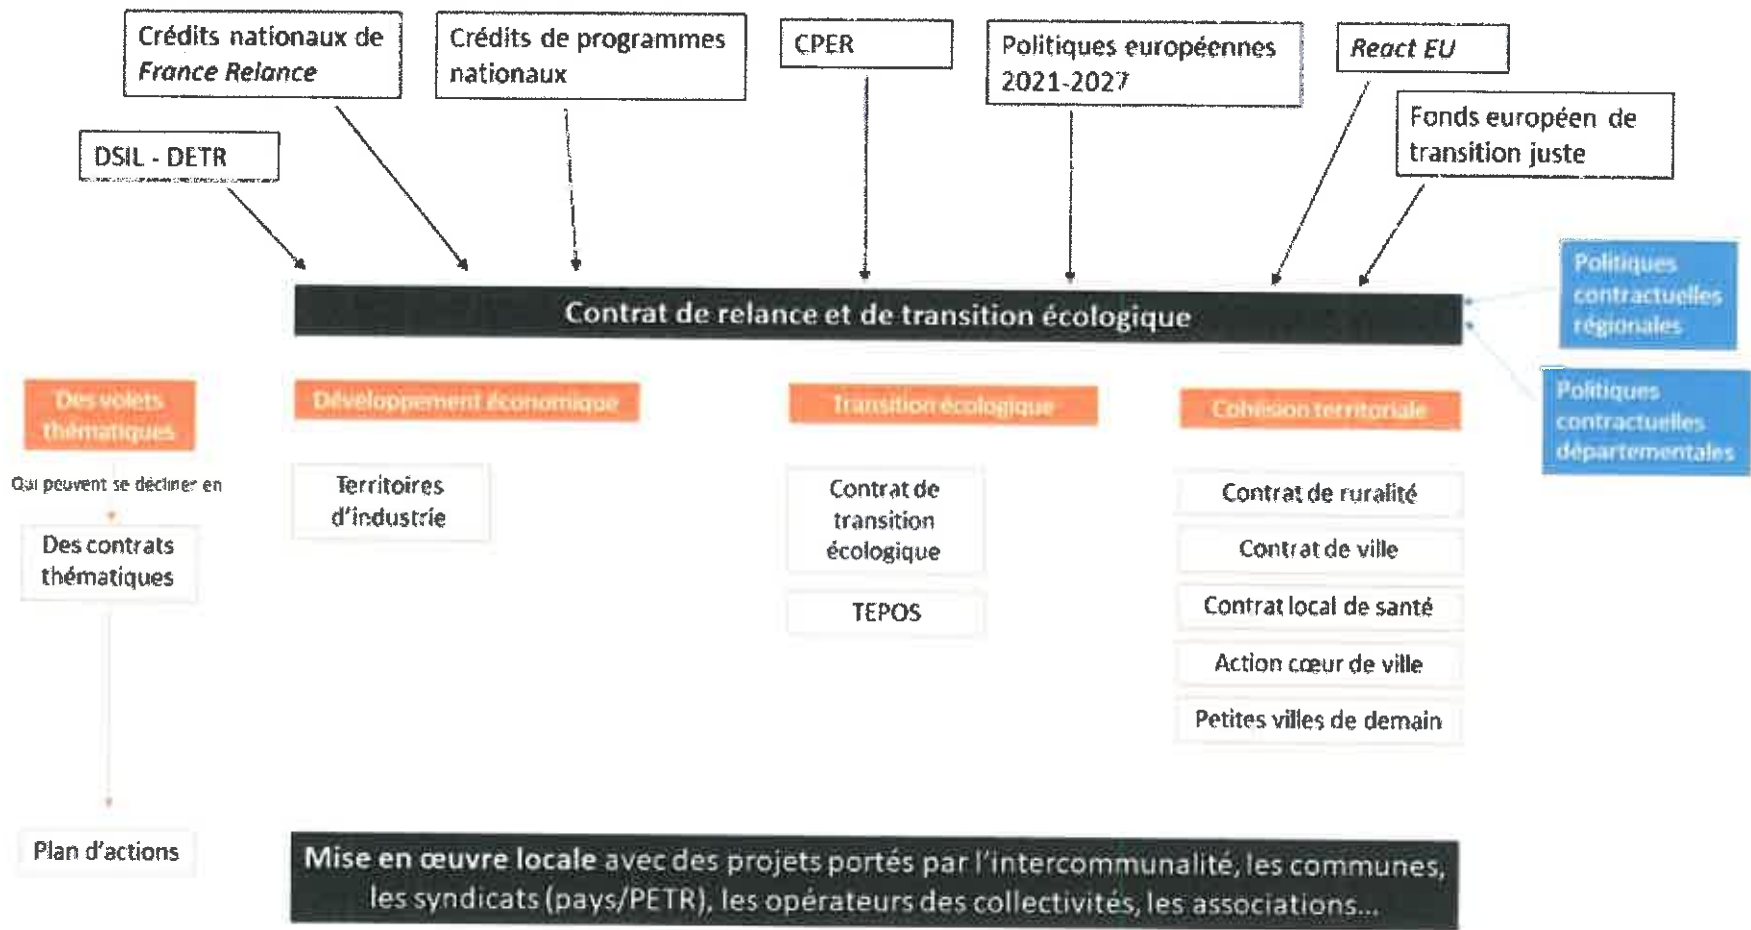 Crédits nationaux de
France Relance
Crédits de programmes
nationaux
CPER
Politiques européennes
2021-2027
React EU
Fonds européen de
transition juste
DSIL - DETR
Politiques
contractuelles
régionales
Contrat de relance et de transition écologique
Politiques
contractuelles
départementales
Des volets
thématiques
Développement économique
Transition écologique
Cohésion territoriale
Qui peuvent se décliner en
Des contrats
thématiques
Territoires
d'industrie
Contrat de
transition
écologique
TEPOS
Contrat de ruralité
Contrat de ville
Contrat local de santé
Action cœur de ville
Petites villes de demain
Plan d'actions
Mise en œuvre locale avec des projets portés par l'intercommunalité, les communes,
les syndicats (pays/PETR), les opérateurs des collectivités, les associations...